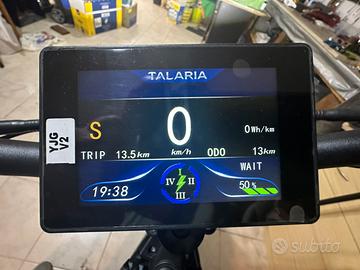 TALARIA
YJG
V2
S
0
0Wh/km
TRIP 13.5km
km/h
ODO 13km
WAIT
19:38
I
IV II
III
50%
subito